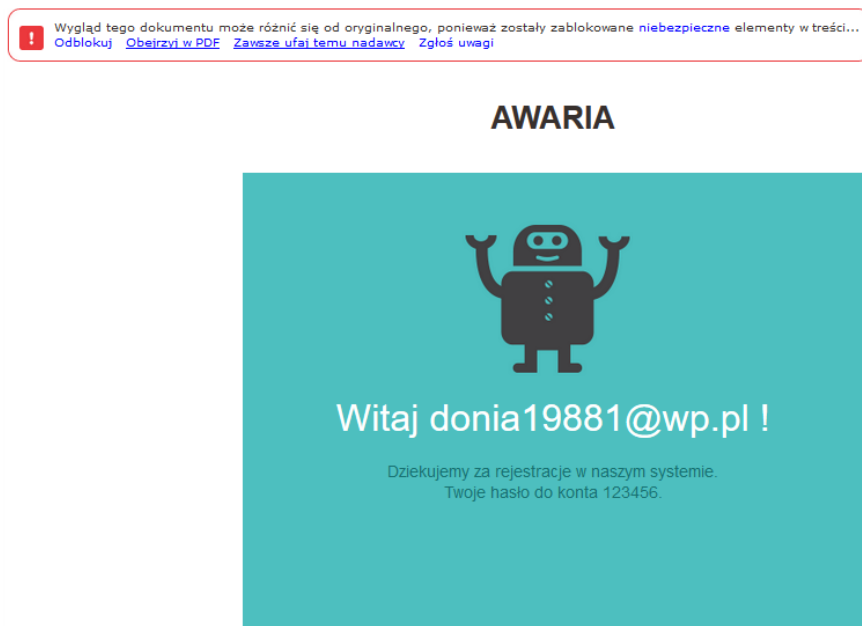 Wygląd tego dokumentu może różnić się od oryginalnego, ponieważ zostały zablokowane niebezpieczne elementy w treści...
Odblokuj Obejrzyj w PDF Zawsze ufaj temu nadawcy Zgłoś uwagi
AWARIA
Witaj donia19881@wp.pl !
Dziekujemy za rejestracje w naszym systemie.
Twoje hasło do konta 123456.